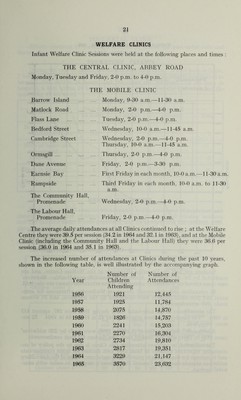 21
WELFARE CLINICS
Infant Welfare Clinic Sessions were held at the following places and times :
THE CENTRAL CLINIC, ABBEY ROAD
Monday, Tuesday and Friday, 2-0 p.m. to 4-0 p.m.
THE MOBILE CLINIC
Barrow Island Monday, 9-30 a.m.—11-30 a.m.
Matlock Road Monday, 2-0 p.m.—4-0 p.m.
Flass Lane Tuesday, 2-0 p.m.—4-0 p.m.
Bedford Street Wednesday, 10-0 a.m.—11-45 a.m.
Cambridge Street Wednesday, 2-0 p.m.—4-0 p.m.
Thursday, 10-0 a.m.—11-45 a.m.
Ormsgill Thursday, 2-0 p.m.—4-0 p.m.
Dane Avenue Friday, 2-0 p.m.—3-30 p.m.
Earnse Bay First Friday in each month, 10-0 a.m.—11-30 a.m.
Rampside Third Friday in each month, 10-0 a.m. to 11-30
a.m.
The Community Hall,
Promenade Wednesday, 2-0 p.m.—4-0 p.m.
The Labour Hall,
Promenade Friday, 2-0 p.m.—4-0 p.m.
The average daily attendances at all Clinics continued to rise ; at the Welfare
Centre they were 39.5 per session (34.2 in 1964 and 32.1 in 1963), and at the Mobile
Clinic (including the Community Hall and the Labour Hall) they were 36.6 per
session (36.0 in 1964 and 35.1 in 1963).
The increased number of attendances at Clinics during the past 10 years,
shown in the following table, is well illustrated by the accompanying graph.
Number of Number of
Year Children Attendances
Attending
1956 1921 12,445
1957 1925 11,784
1958 2075 14,870
1959 1826 14,737
1960 2241 15,203
1961 2270 16,304
1962 2734 19,810
1963 2817 19,351
1964 3229 21,147
1965 3370 23,632